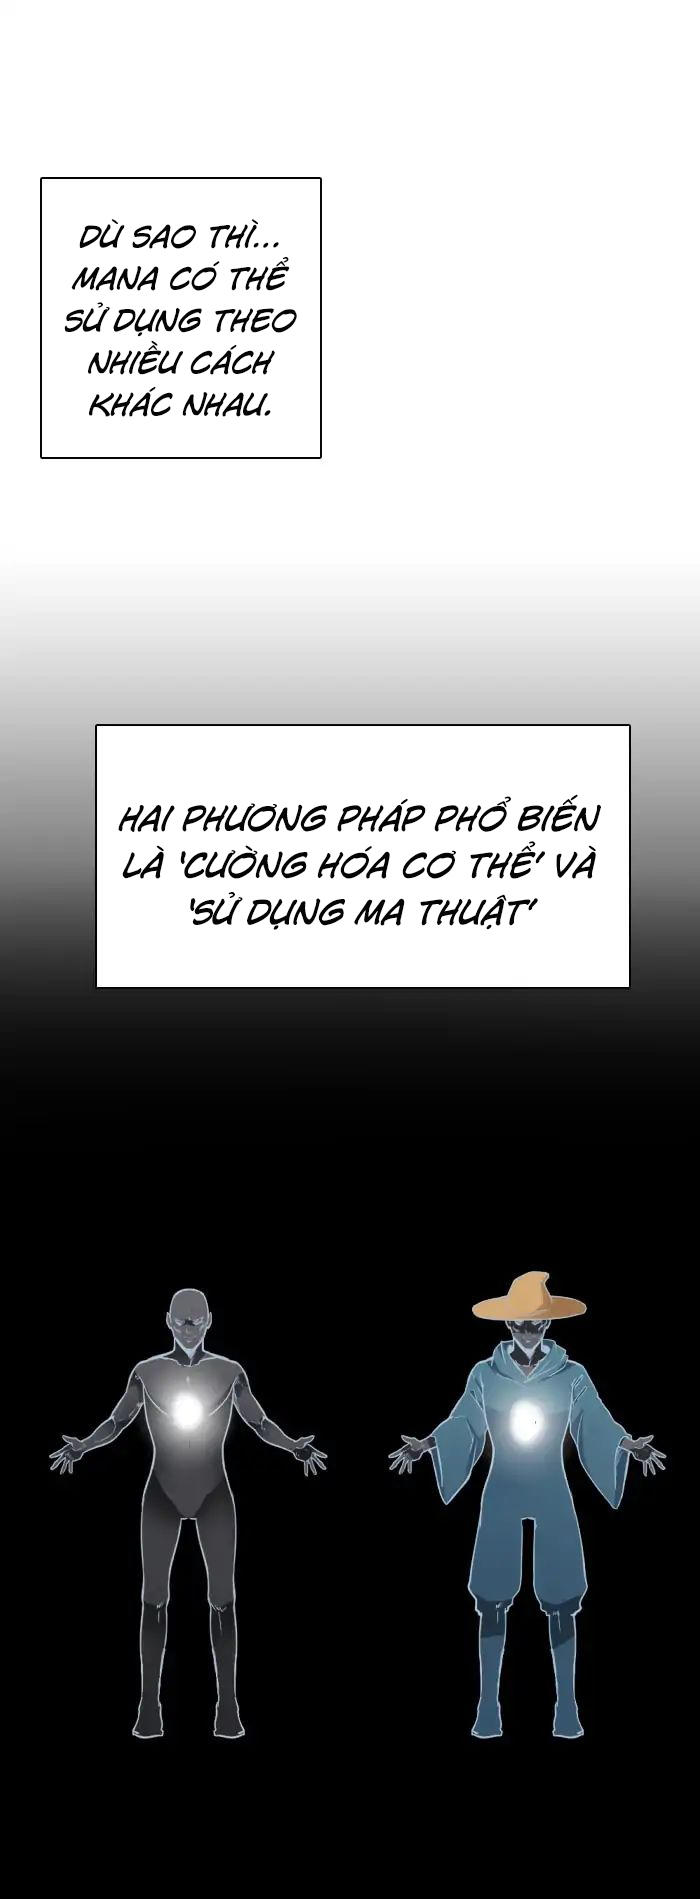 DÙ SAO THÌ...
MANA CÓ THỂ
SỬ DỤNG THEO
NHIỀU CÁCH
KHÁC NHAU.
HAI PHƯƠNG PHÁP PHỔ BIẾN
LÀ 'CƯỜNG HÓA CƠ THỂ' VÀ
'SỬ DỤNG MA THUẬT'